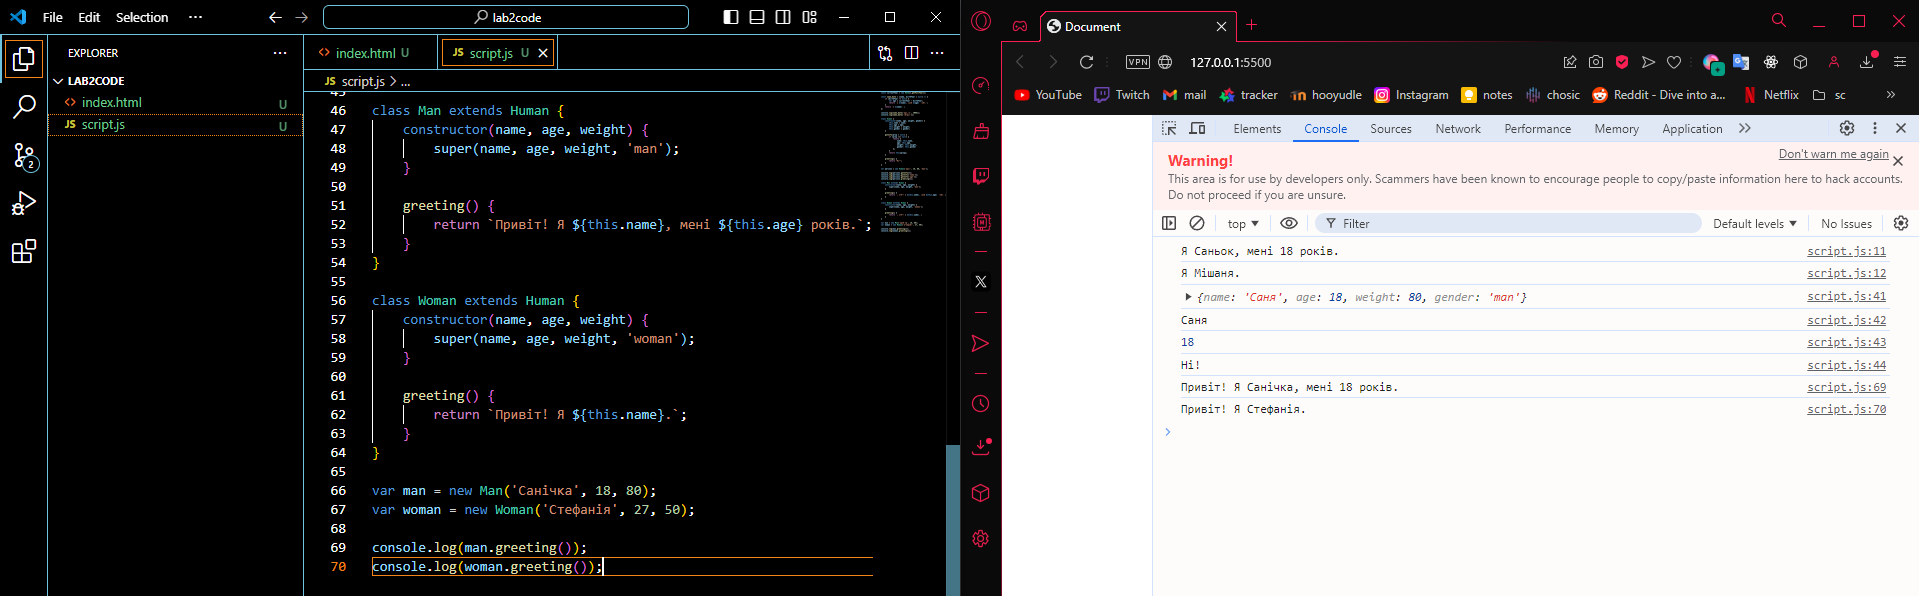 File Edit Selection ··· lab2code
EXPLORER ···
LAB2CODE
index.html U
script.js U
2
index.html U
JS script.js U
JS script.js > ...
45
46 class Man extends Human {
47 constructor(name, age, weight) {
48 super(name, age, weight, 'man');
49 }
50
51 greeting() {
52 return `Привіт! Я ${this.name}, мені ${this.age} років.`;
53 }
54 }
55
56 class Woman extends Human {
57 constructor(name, age, weight) {
58 super(name, age, weight, 'woman');
59 }
60
61 greeting() {
62 return `Привіт! Я ${this.name}.`;
63 }
64 }
65
66 var man = new Man('Санічка', 18, 80);
67 var woman = new Woman('Стефанія', 27, 50);
68
69 console.log(man.greeting());
70 console.log(woman.greeting());
Document
VPN 127.0.0.1:5500
YouTube Twitch mail tracker hooyudle Instagram notes chosic Reddit - Dive into a... Netflix sc »
Elements Console Sources Network Performance Memory Application »
Warning! Don't warn me again
This area is for use by developers only. Scammers have been known to encourage people to copy/paste information here to hack accounts.
Do not proceed if you are unsure.
top Filter Default levels No Issues
Я Саньок, мені 18 років. script.js:11
Я Мішаня. script.js:12
{name: 'Саня', age: 18, weight: 80, gender: 'man'} script.js:41
Саня script.js:42
18 script.js:43
Ні! script.js:44
Привіт! Я Санічка, мені 18 років. script.js:69
Привіт! Я Стефанія. script.js:70